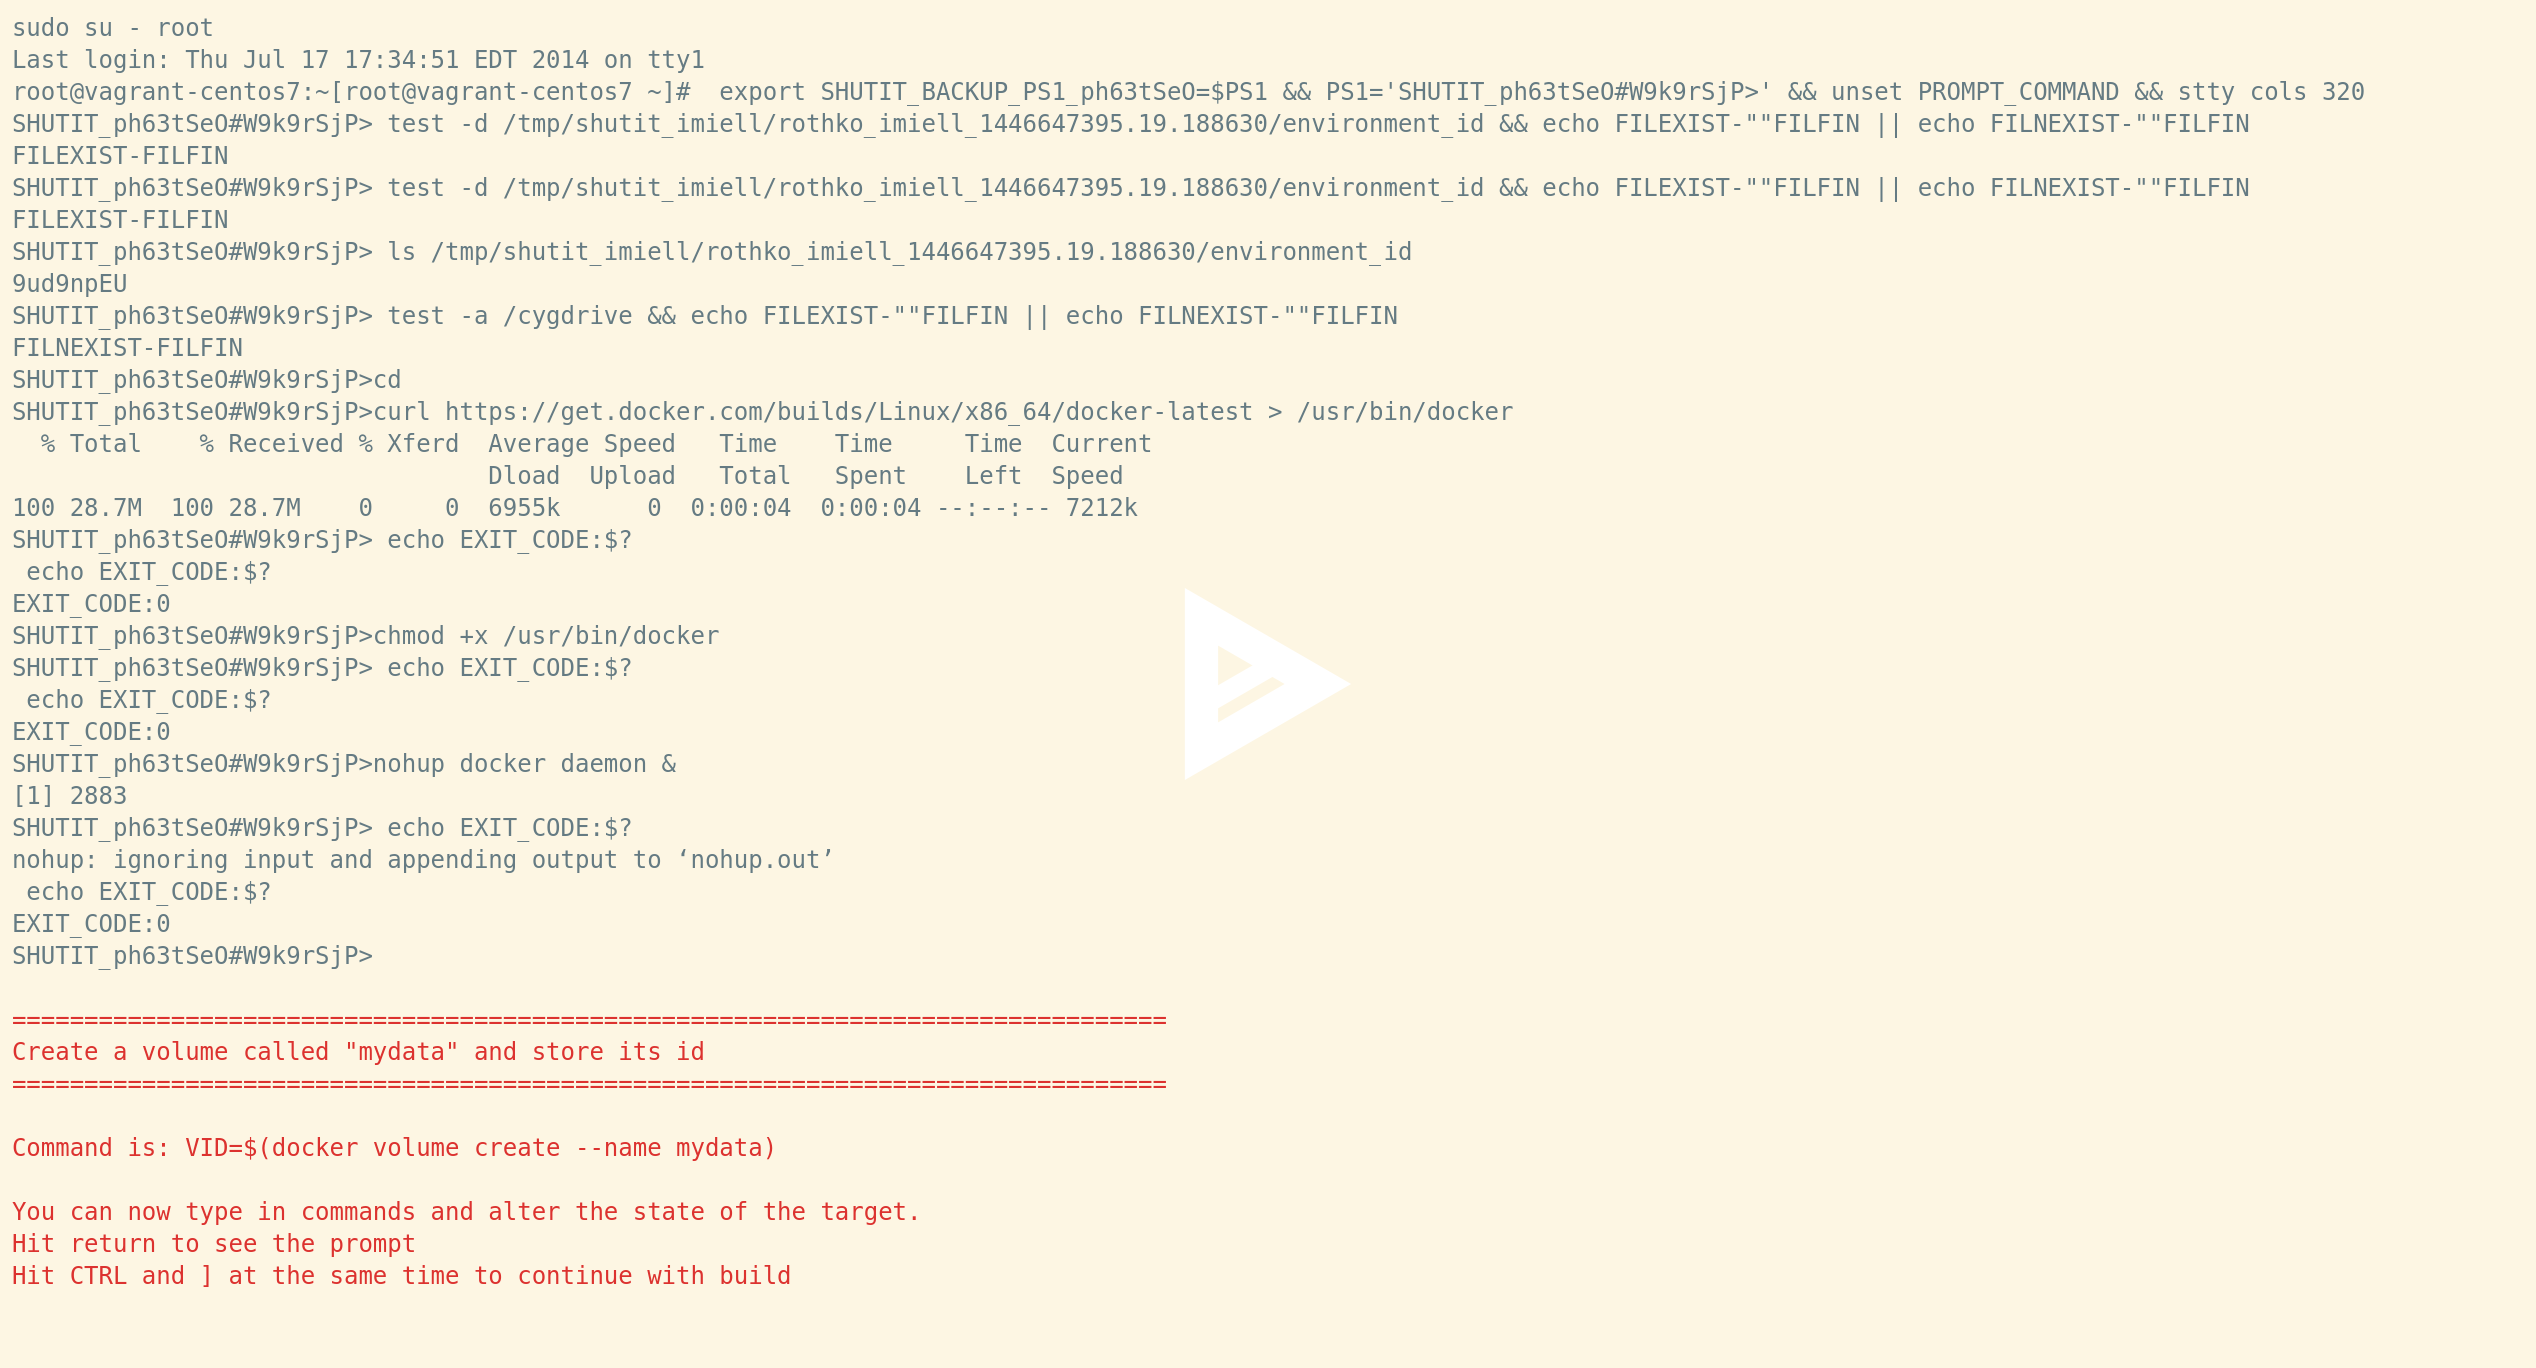 sudo su - root
Last login: Thu Jul 17 17:34:51 EDT 2014 on tty1
root@vagrant-centos7:~[root@vagrant-centos7 ~]#  export SHUTIT_BACKUP_PS1_ph63tSeO=$PS1 && PS1='SHUTIT_ph63tSeO#W9k9rSjP>' && unset PROMPT_COMMAND && stty cols 320
SHUTIT_ph63tSeO#W9k9rSjP> test -d /tmp/shutit_imiell/rothko_imiell_1446647395.19.188630/environment_id && echo FILEXIST-""FILFIN || echo FILNEXIST-""FILFIN
FILEXIST-FILFIN
SHUTIT_ph63tSeO#W9k9rSjP> test -d /tmp/shutit_imiell/rothko_imiell_1446647395.19.188630/environment_id && echo FILEXIST-""FILFIN || echo FILNEXIST-""FILFIN
FILEXIST-FILFIN
SHUTIT_ph63tSeO#W9k9rSjP> ls /tmp/shutit_imiell/rothko_imiell_1446647395.19.188630/environment_id
9ud9npEU
SHUTIT_ph63tSeO#W9k9rSjP> test -a /cygdrive && echo FILEXIST-""FILFIN || echo FILNEXIST-""FILFIN
FILNEXIST-FILFIN
SHUTIT_ph63tSeO#W9k9rSjP>cd
SHUTIT_ph63tSeO#W9k9rSjP>curl https://get.docker.com/builds/Linux/x86_64/docker-latest > /usr/bin/docker
  % Total    % Received % Xferd  Average Speed   Time    Time     Time  Current
                                 Dload  Upload   Total   Spent    Left  Speed
100 28.7M  100 28.7M    0     0  6955k      0  0:00:04  0:00:04 --:--:-- 7212k
SHUTIT_ph63tSeO#W9k9rSjP> echo EXIT_CODE:$?
 echo EXIT_CODE:$?
EXIT_CODE:0
SHUTIT_ph63tSeO#W9k9rSjP>chmod +x /usr/bin/docker
SHUTIT_ph63tSeO#W9k9rSjP> echo EXIT_CODE:$?
 echo EXIT_CODE:$?
EXIT_CODE:0
SHUTIT_ph63tSeO#W9k9rSjP>nohup docker daemon &
[1] 2883
SHUTIT_ph63tSeO#W9k9rSjP> echo EXIT_CODE:$?
nohup: ignoring input and appending output to ‘nohup.out’
 echo EXIT_CODE:$?
EXIT_CODE:0
SHUTIT_ph63tSeO#W9k9rSjP>
================================================================================
Create a volume called "mydata" and store its id
================================================================================
Command is: VID=$(docker volume create --name mydata)
You can now type in commands and alter the state of the target.
Hit return to see the prompt
Hit CTRL and ] at the same time to continue with build